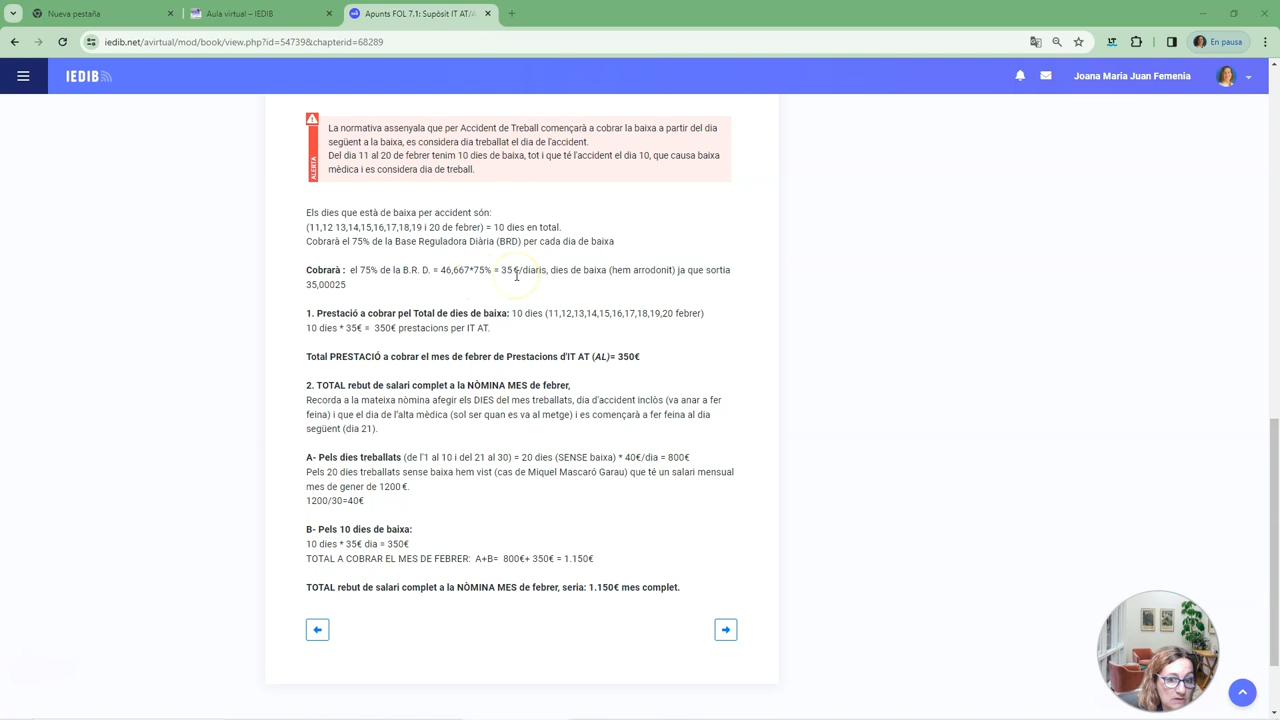 Nueva pestaña
Aula virtual – IEDIB
Apunts FOL 7.1: Supòsit IT AT/A
iedib.net/avirtual/mod/book/view.php?id=54739&chapterid=68289
En pausa
IEDIB
Joana Maria Juan Femenia
ALERTA
La normativa assenyala que per Accident de Treball començarà a cobrar la baixa a partir del dia
següent a la baixa, es considera dia treballat el dia de l'accident.
Del dia 11 al 20 de febrer tenim 10 dies de baixa, tot i que té l'accident el dia 10, que causa baixa
mèdica i es considera dia de treball.
Els dies que està de baixa per accident són:
(11,12 13,14,15,16,17,18,19 i 20 de febrer) = 10 dies en total.
Cobrarà el 75% de la Base Reguladora Diària (BRD) per cada dia de baixa
Cobrarà : el 75% de la B.R. D. = 46,667*75% = 35€/diaris, dies de baixa (hem arrodonit) ja que sortia
35,00025
1. Prestació a cobrar pel Total de dies de baixa: 10 dies (11,12,13,14,15,16,17,18,19,20 febrer)
10 dies * 35€ = 350€ prestacions per IT AT.
Total PRESTACIÓ a cobrar el mes de febrer de Prestacions d'IT AT (AL)= 350€
2. TOTAL rebut de salari complet a la NÒMINA MES de febrer,
Recorda a la mateixa nòmina afegir els DIES del mes treballats, dia d'accident inclòs (va anar a fer
feina) i que el dia de l'alta mèdica (sol ser quan es va al metge) i es començarà a fer feina al dia
següent (dia 21).
A- Pels dies treballats (de l'1 al 10 i del 21 al 30) = 20 dies (SENSE baixa) * 40€/dia = 800€
Pels 20 dies treballats sense baixa hem vist (cas de Miquel Mascaró Garau) que té un salari mensual
mes de gener de 1200 €.
1200/30=40€
B- Pels 10 dies de baixa:
10 dies * 35€ dia = 350€
TOTAL A COBRAR EL MES DE FEBRER: A+B= 800€+ 350€ = 1.150€
TOTAL rebut de salari complet a la NÒMINA MES de febrer, seria: 1.150€ mes complet.